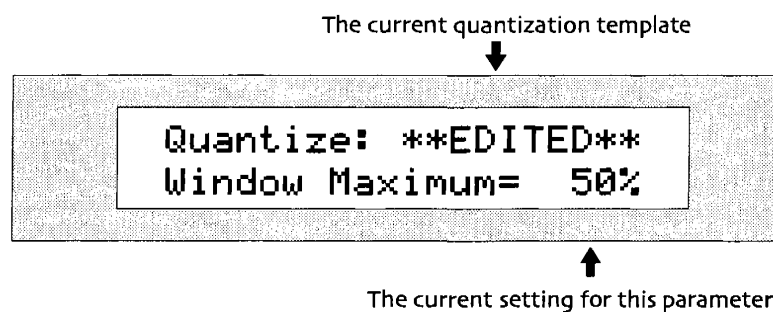 The current quantization template
Quantize: **EDITED**
Window Maximum= 50%
The current setting for this parameter